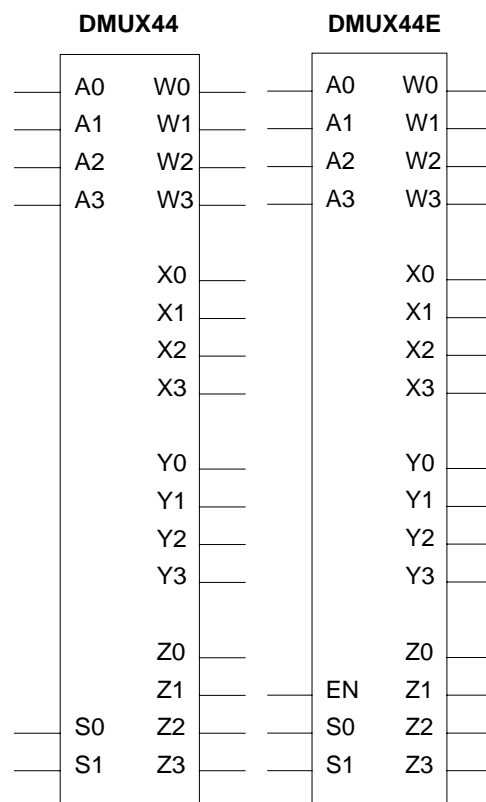 DMUX44 DMUX44E
A0 W0 A0 W0
A1 W1 A1 W1
A2 W2 A2 W2
A3 W3 A3 W3
X0 X0
X1 X1
X2 X2
X3 X3
Y0 Y0
Y1 Y1
Y2 Y2
Y3 Y3
Z0 Z0
Z1 EN Z1
S0 Z2 S0 Z2
S1 Z3 S1 Z3